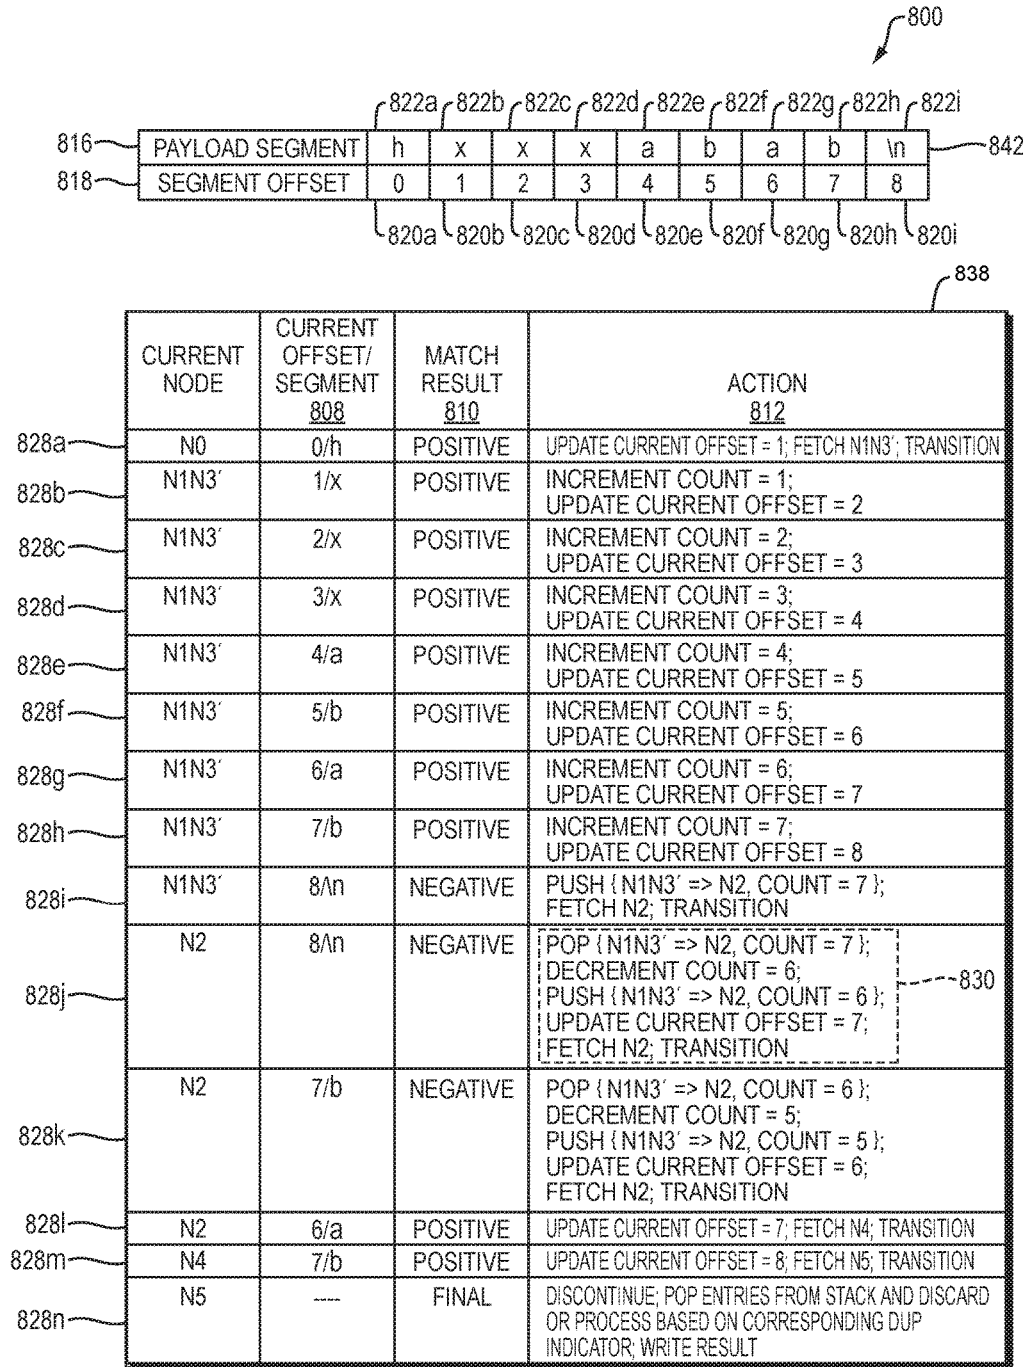 800
822a 822b 822c 822d 822e 822f 822g 822h 822i
816 PAYLOAD SEGMENT h x x x a b a b \n 842
818 SEGMENT OFFSET 0 1 2 3 4 5 6 7 8
820a 820b 820c 820d 820e 820f 820g 820h 820i
838
CURRENT NODE
CURRENT OFFSET/ SEGMENT 808
MATCH RESULT 810
ACTION 812
828a N0 0/h POSITIVE UPDATE CURRENT OFFSET = 1; FETCH N1N3´; TRANSITION
828b N1N3´ 1/x POSITIVE INCREMENT COUNT = 1;
UPDATE CURRENT OFFSET = 2
828c N1N3´ 2/x POSITIVE INCREMENT COUNT = 2;
UPDATE CURRENT OFFSET = 3
828d N1N3´ 3/x POSITIVE INCREMENT COUNT = 3;
UPDATE CURRENT OFFSET = 4
828e N1N3´ 4/a POSITIVE INCREMENT COUNT = 4;
UPDATE CURRENT OFFSET = 5
828f N1N3´ 5/b POSITIVE INCREMENT COUNT = 5;
UPDATE CURRENT OFFSET = 6
828g N1N3´ 6/a POSITIVE INCREMENT COUNT = 6;
UPDATE CURRENT OFFSET = 7
828h N1N3´ 7/b POSITIVE INCREMENT COUNT = 7;
UPDATE CURRENT OFFSET = 8
828i N1N3´ 8/\n NEGATIVE PUSH { N1N3´ => N2, COUNT = 7 };
FETCH N2; TRANSITION
828j N2 8/\n NEGATIVE POP { N1N3´ => N2, COUNT = 7 };
DECREMENT COUNT = 6;
PUSH { N1N3´ => N2, COUNT = 6 }; 830
UPDATE CURRENT OFFSET = 7;
FETCH N2; TRANSITION
828k N2 7/b NEGATIVE POP { N1N3´ => N2, COUNT = 6 };
DECREMENT COUNT = 5;
PUSH { N1N3´ => N2, COUNT = 5 };
UPDATE CURRENT OFFSET = 6;
FETCH N2; TRANSITION
828l N2 6/a POSITIVE UPDATE CURRENT OFFSET = 7; FETCH N4; TRANSITION
828m N4 7/b POSITIVE UPDATE CURRENT OFFSET = 8; FETCH N5; TRANSITION
828n N5 ---- FINAL DISCONTINUE; POP ENTRIES FROM STACK AND DISCARD
OR PROCESS BASED ON CORRESPONDING DUP
INDICATOR; WRITE RESULT